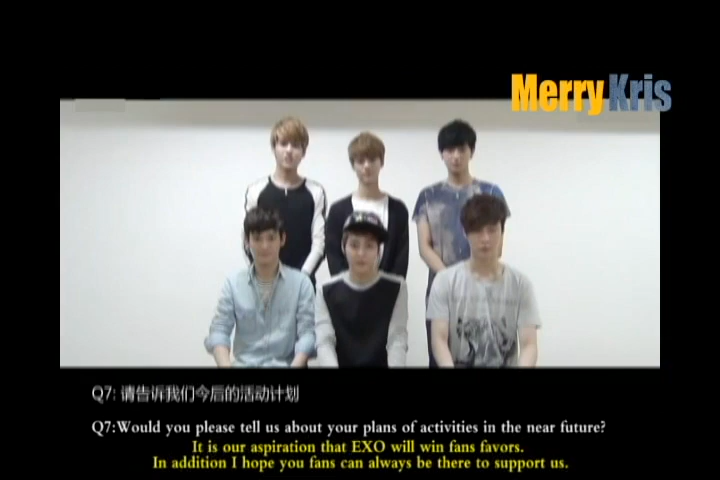 MerryKris
Q7: 请告诉我们今后的活动计划
Q7:Would you please tell us about your plans of activities in the near future?
It is our aspiration that EXO will win fans favors.
In addition I hope you fans can always be there to support us.